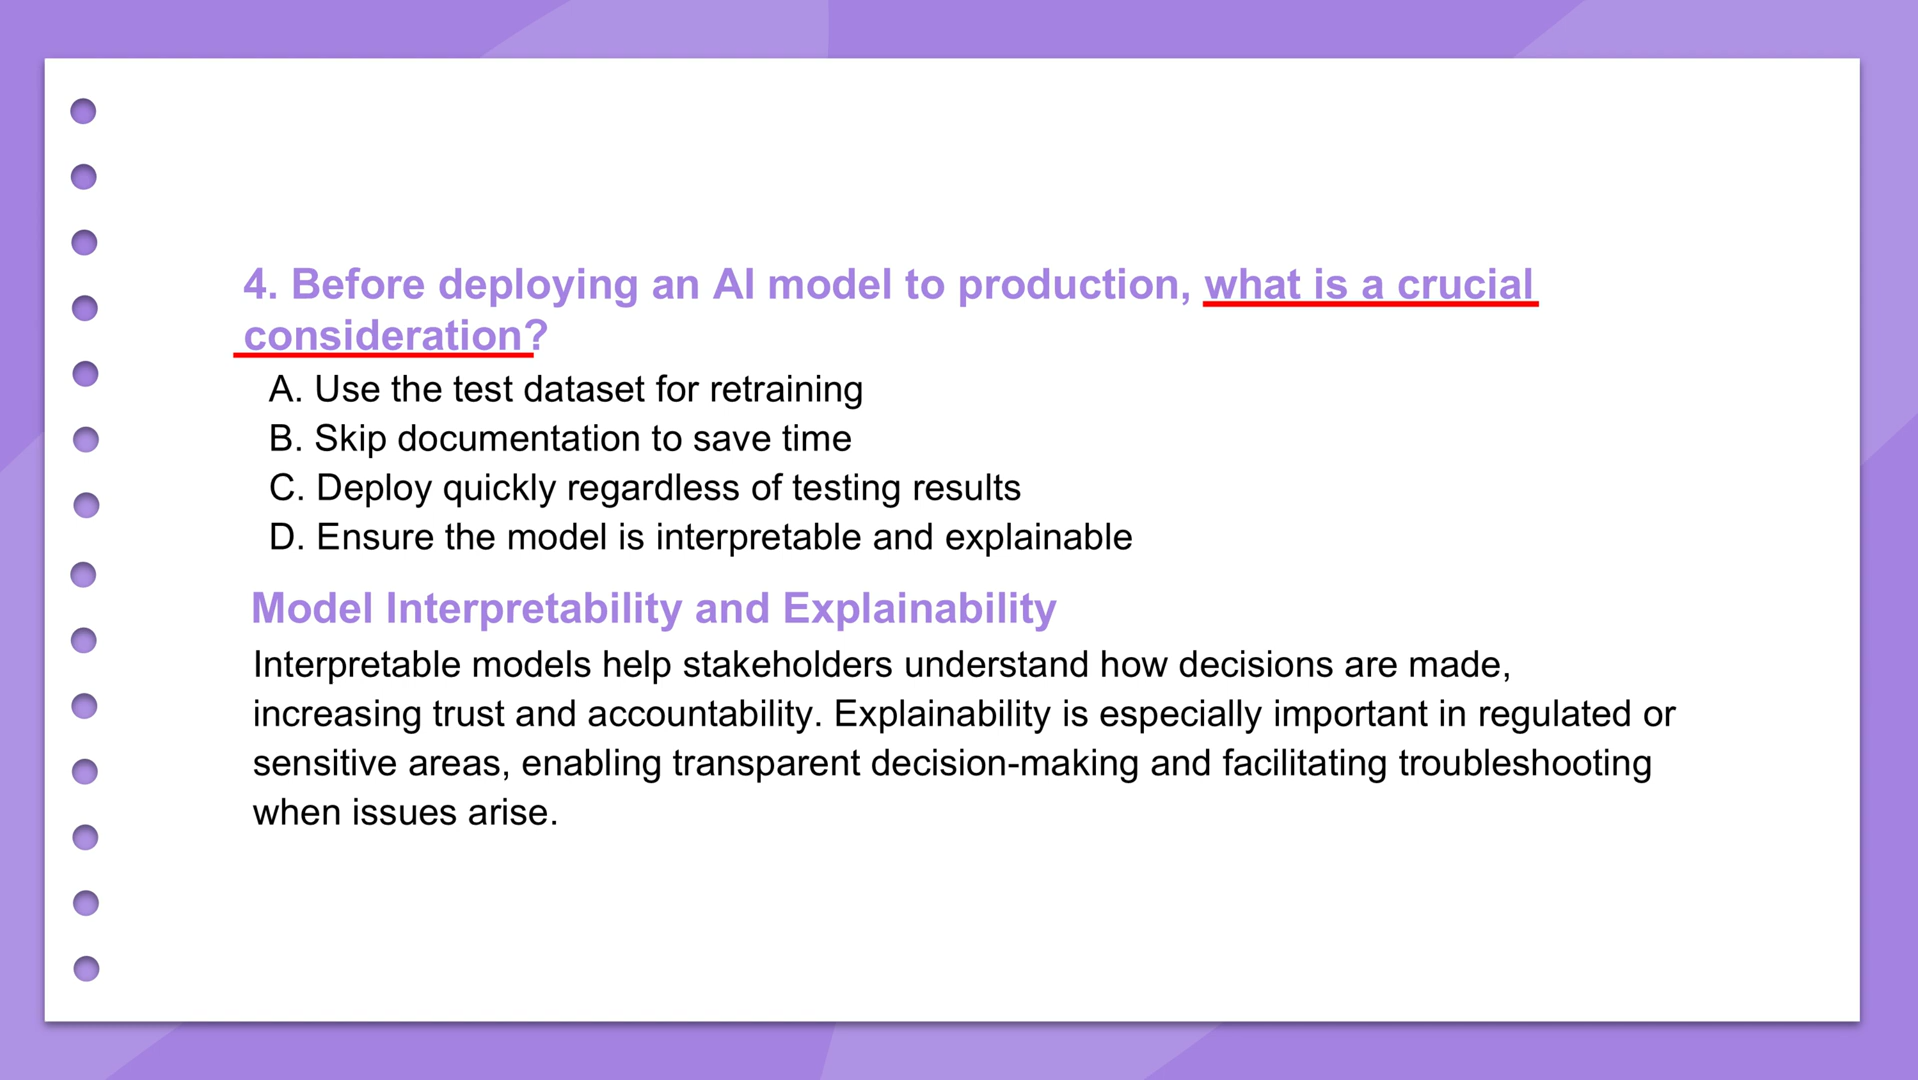 4. Before deploying an AI model to production, what is a crucial
consideration?
A. Use the test dataset for retraining
B. Skip documentation to save time
C. Deploy quickly regardless of testing results
D. Ensure the model is interpretable and explainable
Model Interpretability and Explainability
Interpretable models help stakeholders understand how decisions are made,
increasing trust and accountability. Explainability is especially important in regulated or
sensitive areas, enabling transparent decision-making and facilitating troubleshooting
when issues arise.